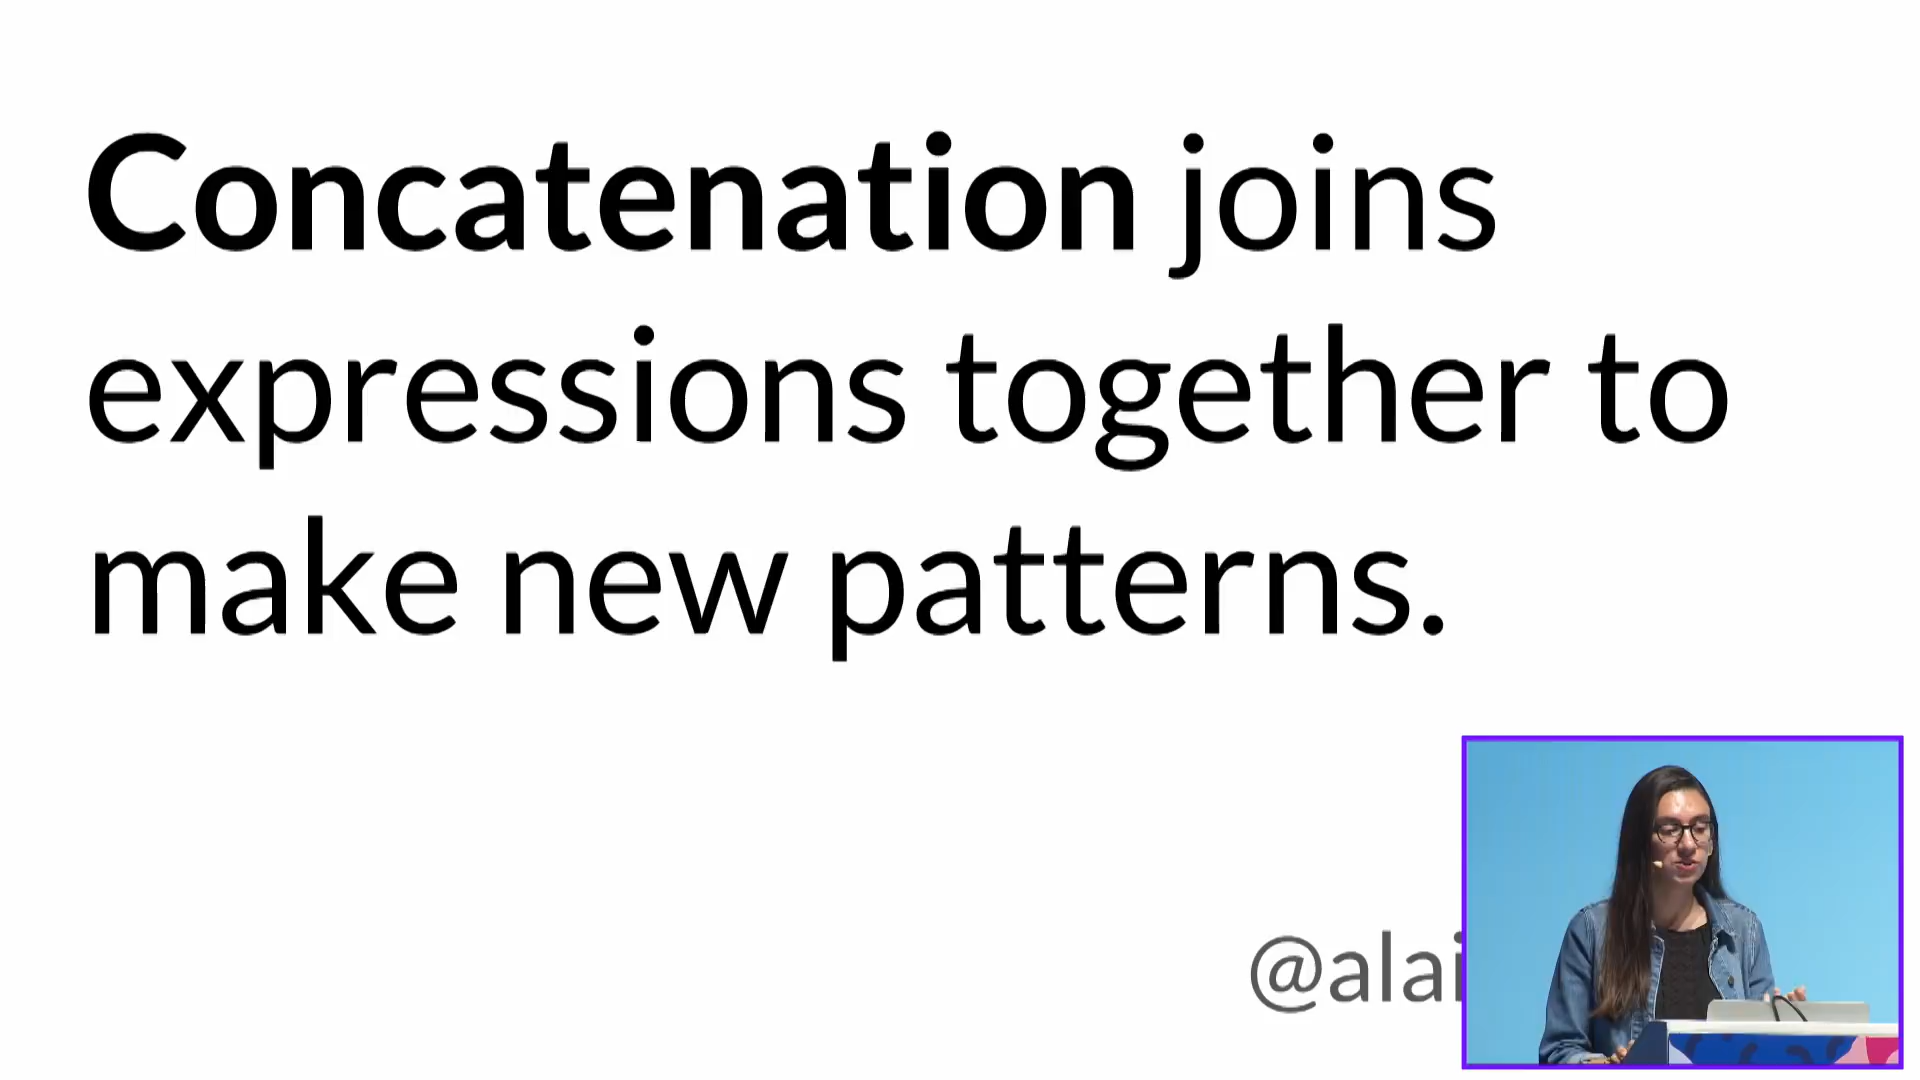 Concatenation joins
expressions together to
make new patterns.
@alai